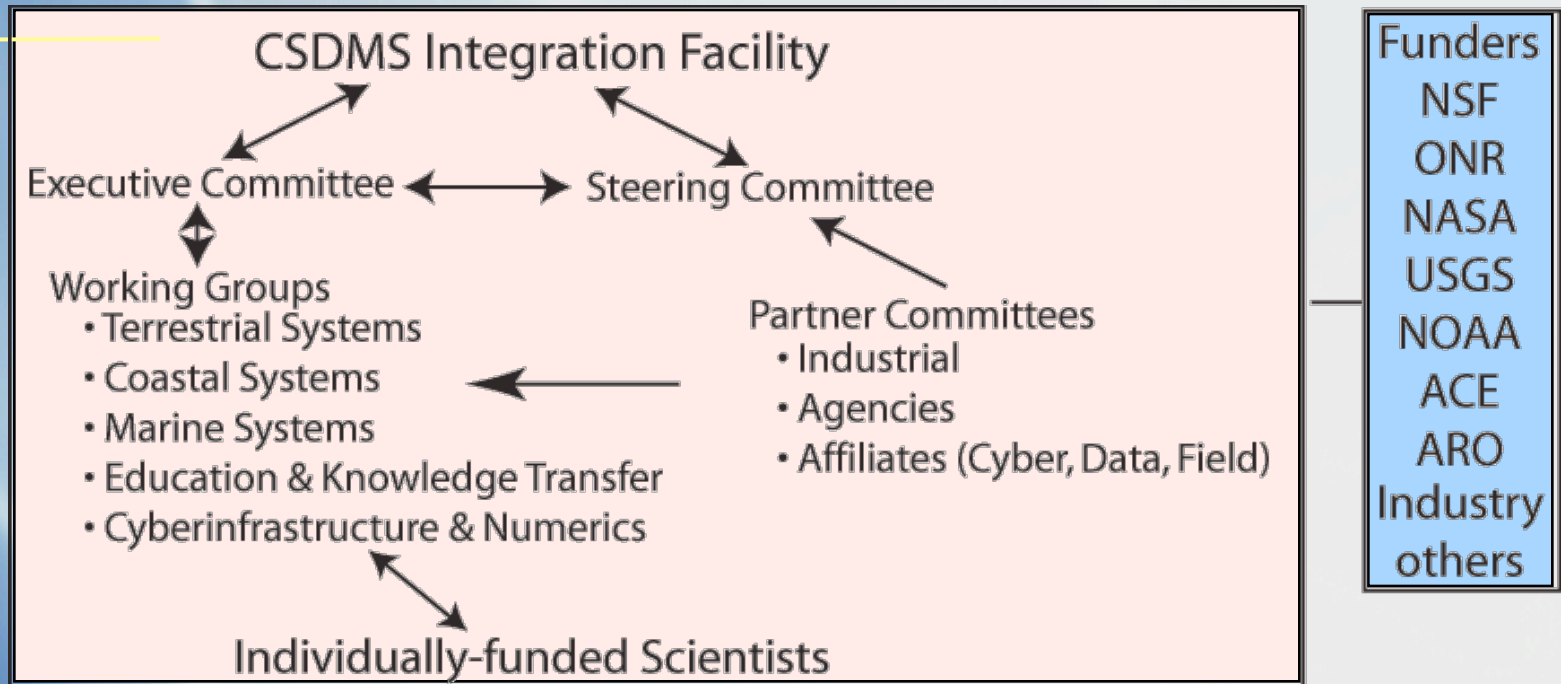 CSDMS Integration Facility
Executive Committee
Steering Committee
Working Groups
• Terrestrial Systems
• Coastal Systems
• Marine Systems
• Education & Knowledge Transfer
• Cyberinfrastructure & Numerics
Partner Committees
• Industrial
• Agencies
• Affiliates (Cyber, Data, Field)
Individually-funded Scientists
Funders
NSF
ONR
NASA
USGS
NOAA
ACE
ARO
Industry
others